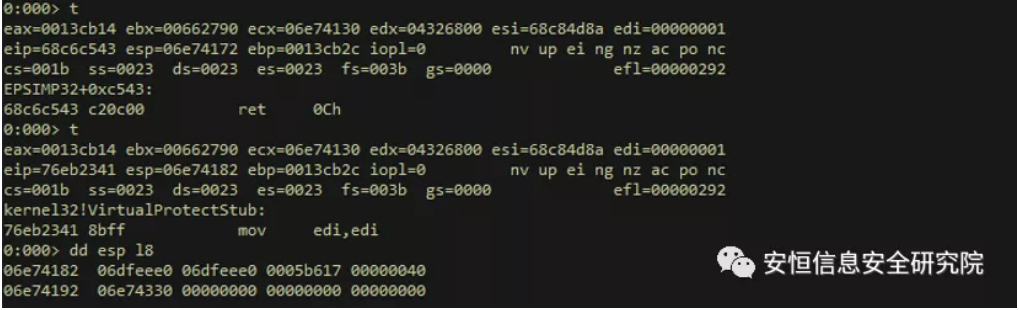 0:000> t
eax=0013cb14 ebx=00662790 ecx=06e74130 edx=04326800 esi=68c84d8a edi=00000001
eip=68c6c543 esp=06e74172 ebp=0013cb2c iopl=0 nv up ei ng nz ac po nc
cs=001b ss=0023 ds=0023 es=0023 fs=003b gs=0000 efl=00000292
EPSIMP32+0xc543:
68c6c543 c20c00 ret 0Ch
0:000> t
eax=0013cb14 ebx=00662790 ecx=06e74130 edx=04326800 esi=68c84d8a edi=00000001
eip=76eb2341 esp=06e74182 ebp=0013cb2c iopl=0 nv up ei ng nz ac po nc
cs=001b ss=0023 ds=0023 es=0023 fs=003b gs=0000 efl=00000292
kernel32!VirtualProtectStub:
76eb2341 8bff mov edi,edi
0:000> dd esp l8
06e74182 06dfeee0 06dfeee0 0005b617 00000040
06e74192 06e74330 00000000 00000000 00000000
安恒信息安全研究院